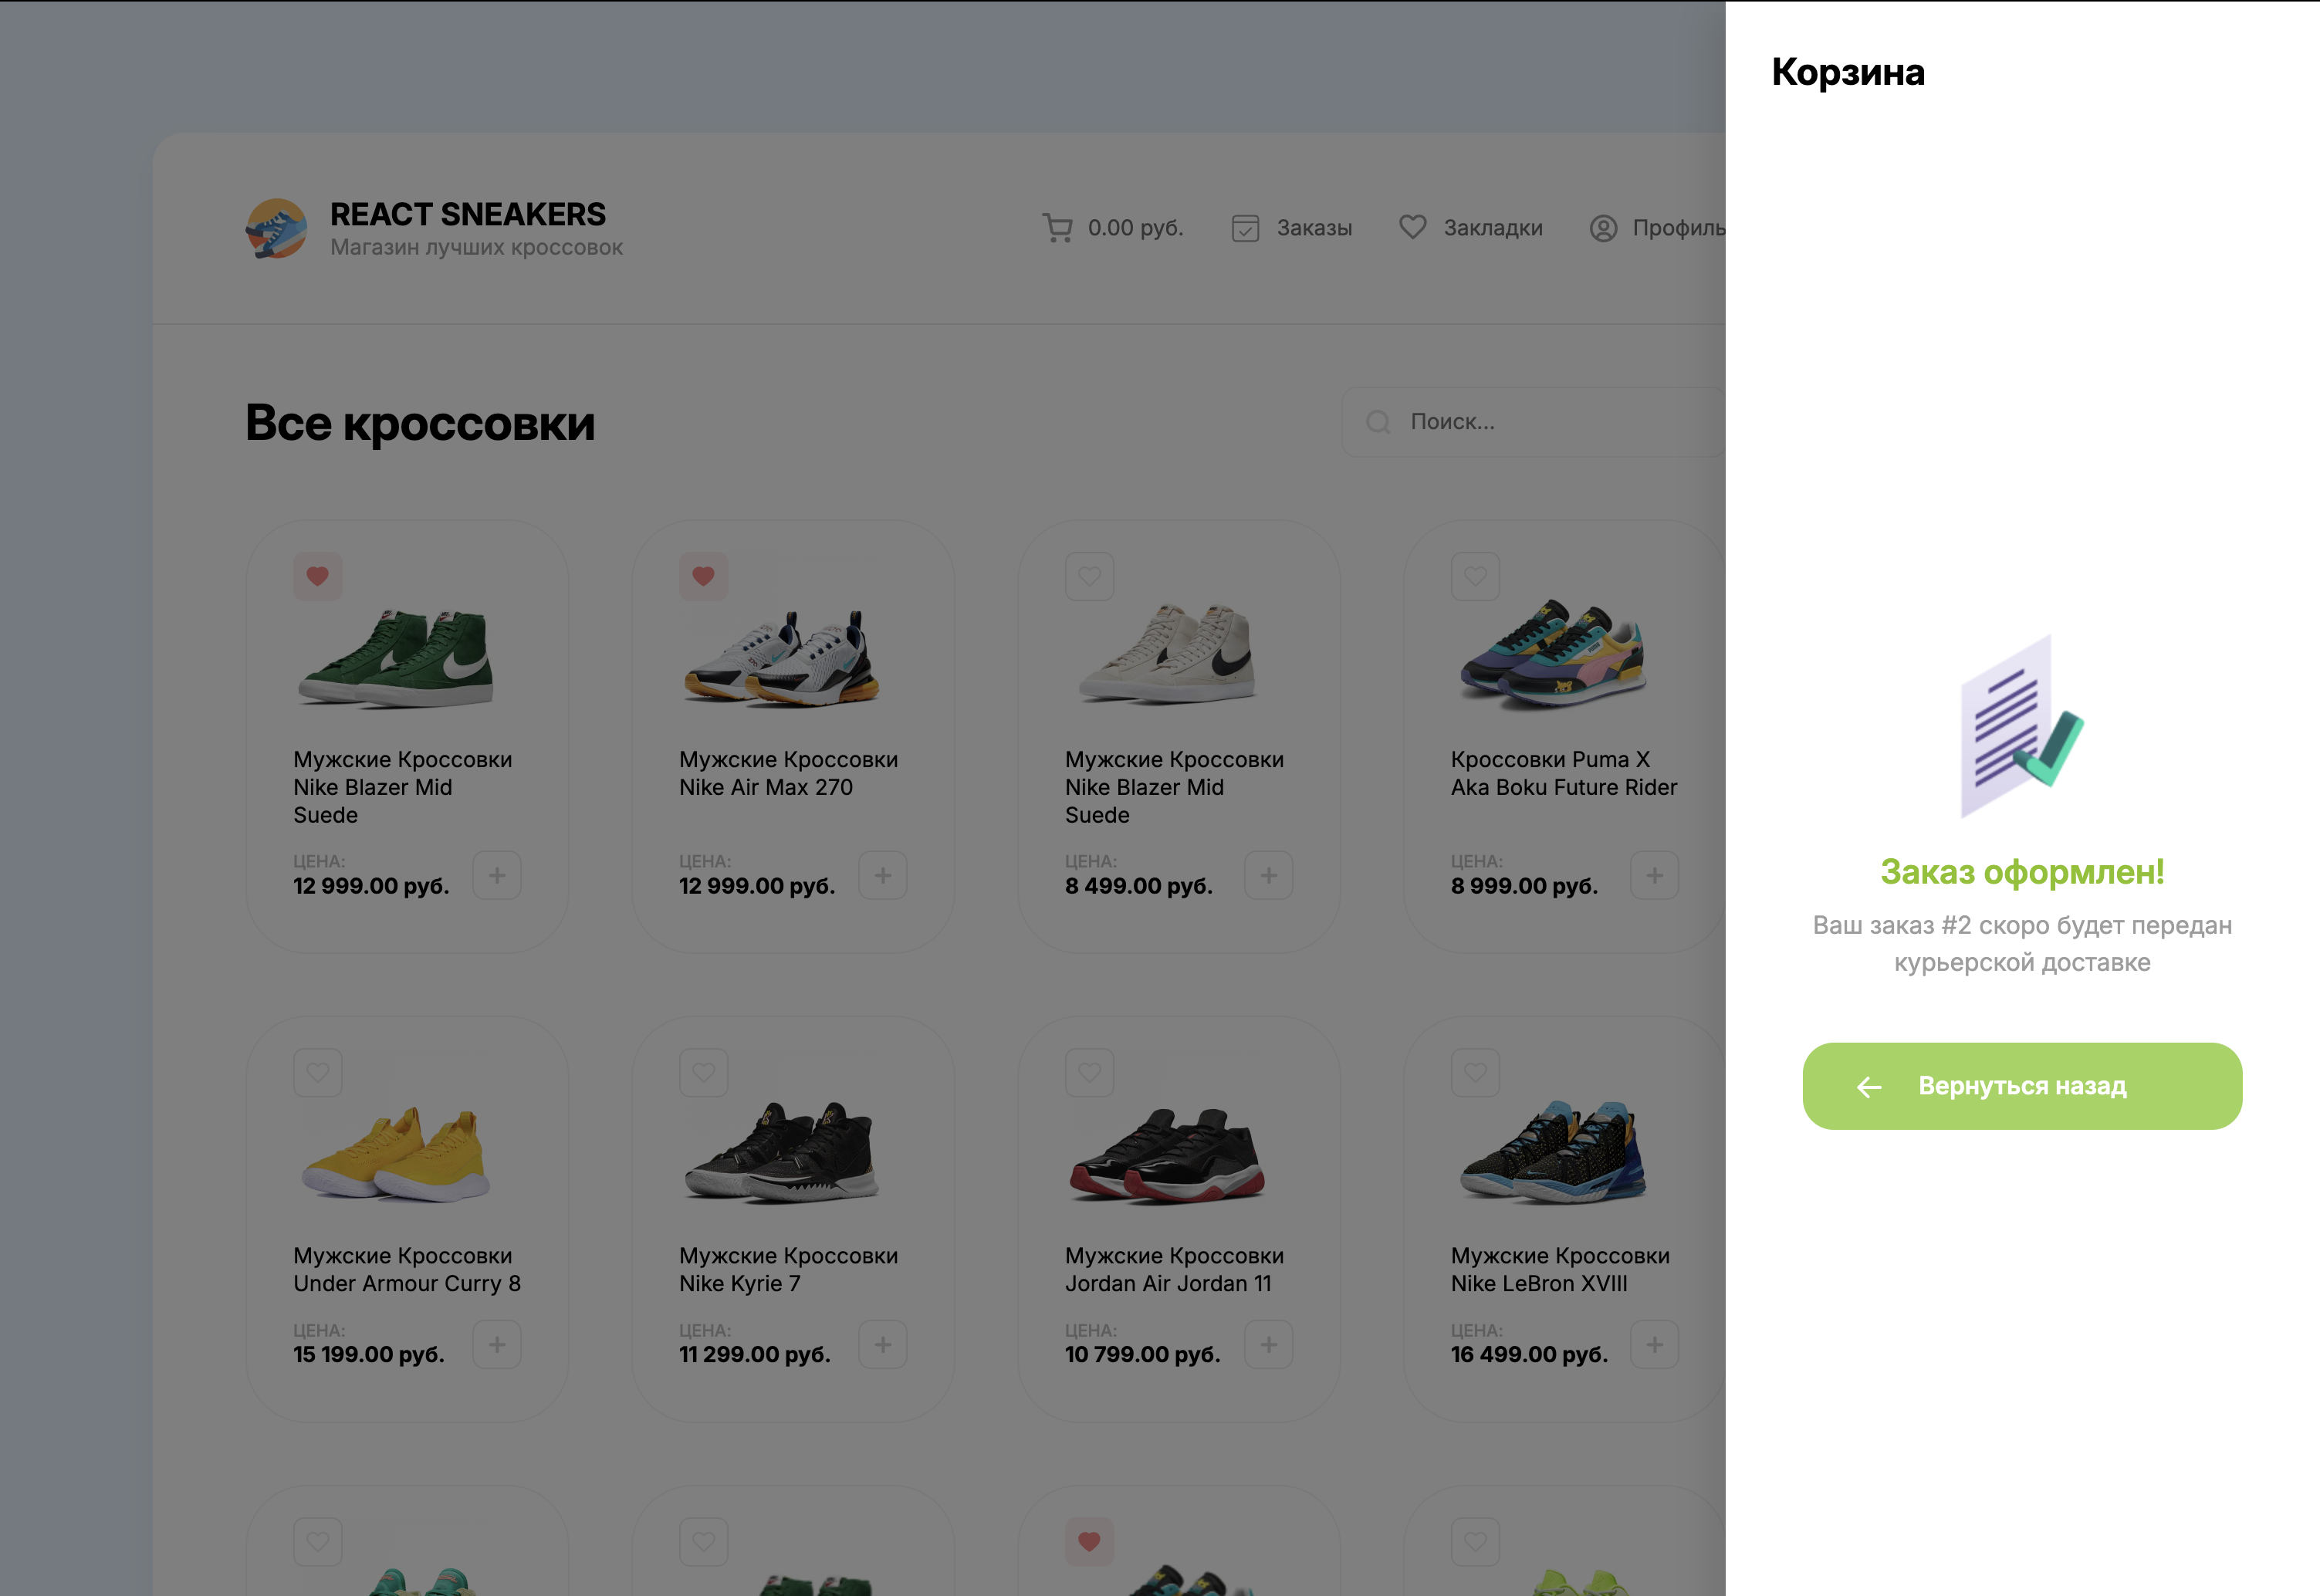 REACT SNEAKERS
Магазин лучших кроссовок
0.00 руб.
Заказы
Закладки
Профиль
Все кроссовки
Поиск...
Мужские Кроссовки
Nike Blazer Mid
Suede
ЦЕНА:
12 999.00 руб.
Мужские Кроссовки
Nike Air Max 270
ЦЕНА:
12 999.00 руб.
Мужские Кроссовки
Nike Blazer Mid
Suede
ЦЕНА:
8 499.00 руб.
Кроссовки Puma X
Aka Boku Future Rider
ЦЕНА:
8 999.00 руб.
Мужские Кроссовки
Under Armour Curry 8
ЦЕНА:
15 199.00 руб.
Мужские Кроссовки
Nike Kyrie 7
ЦЕНА:
11 299.00 руб.
Мужские Кроссовки
Jordan Air Jordan 11
ЦЕНА:
10 799.00 руб.
Мужские Кроссовки
Nike LeBron XVIII
ЦЕНА:
16 499.00 руб.
Корзина
Заказ оформлен!
Ваш заказ #2 скоро будет передан
курьерской доставке
Вернуться назад